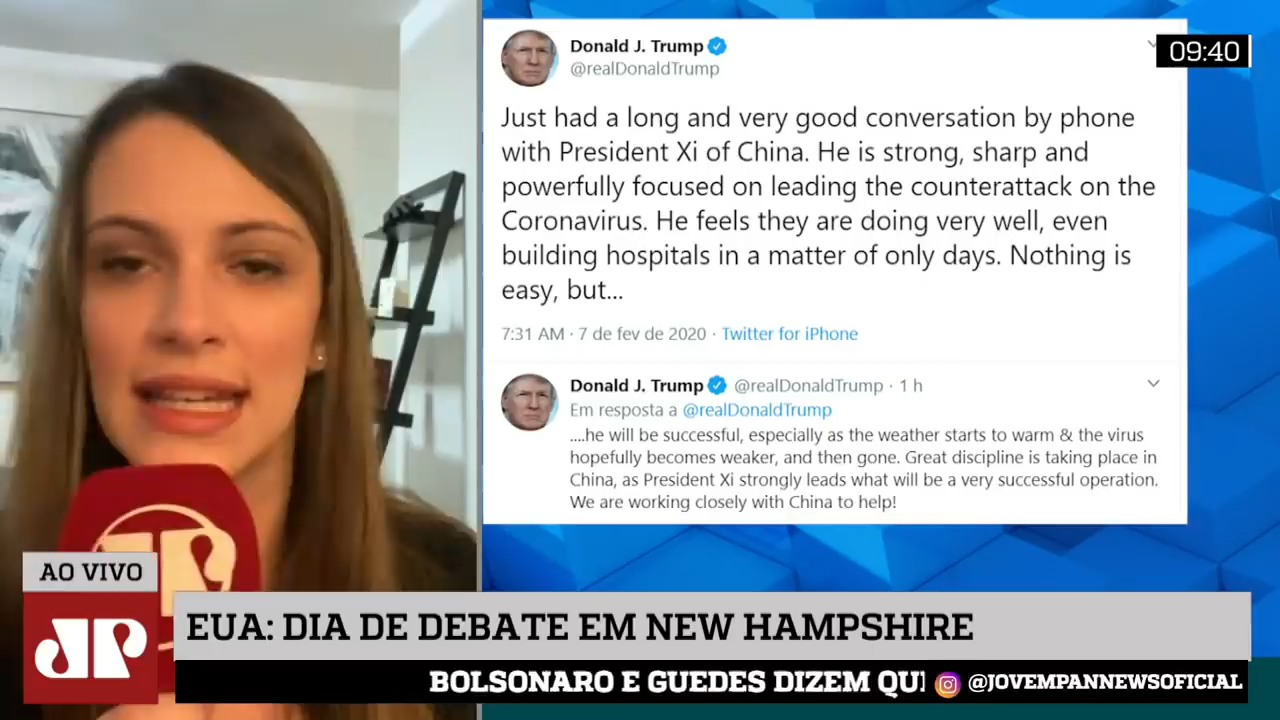 09:40
Donald J. Trump
@realDonaldTrump
Just had a long and very good conversation by phone
with President Xi of China. He is strong, sharp and
powerfully focused on leading the counterattack on the
Coronavirus. He feels they are doing very well, even
building hospitals in a matter of only days. Nothing is
easy, but...
7:31 AM · 7 de fev de 2020 · Twitter for iPhone
Donald J. Trump @realDonaldTrump · 1 h
Em resposta a @realDonaldTrump
....he will be successful, especially as the weather starts to warm & the virus
hopefully becomes weaker, and then gone. Great discipline is taking place in
China, as President Xi strongly leads what will be a very successful operation.
We are working closely with China to help!
AO VIVO
JP
EUA: DIA DE DEBATE EM NEW HAMPSHIRE
BOLSONARO E GUEDES DIZEM QU
@JOVEMPANNEWSOFICIAL